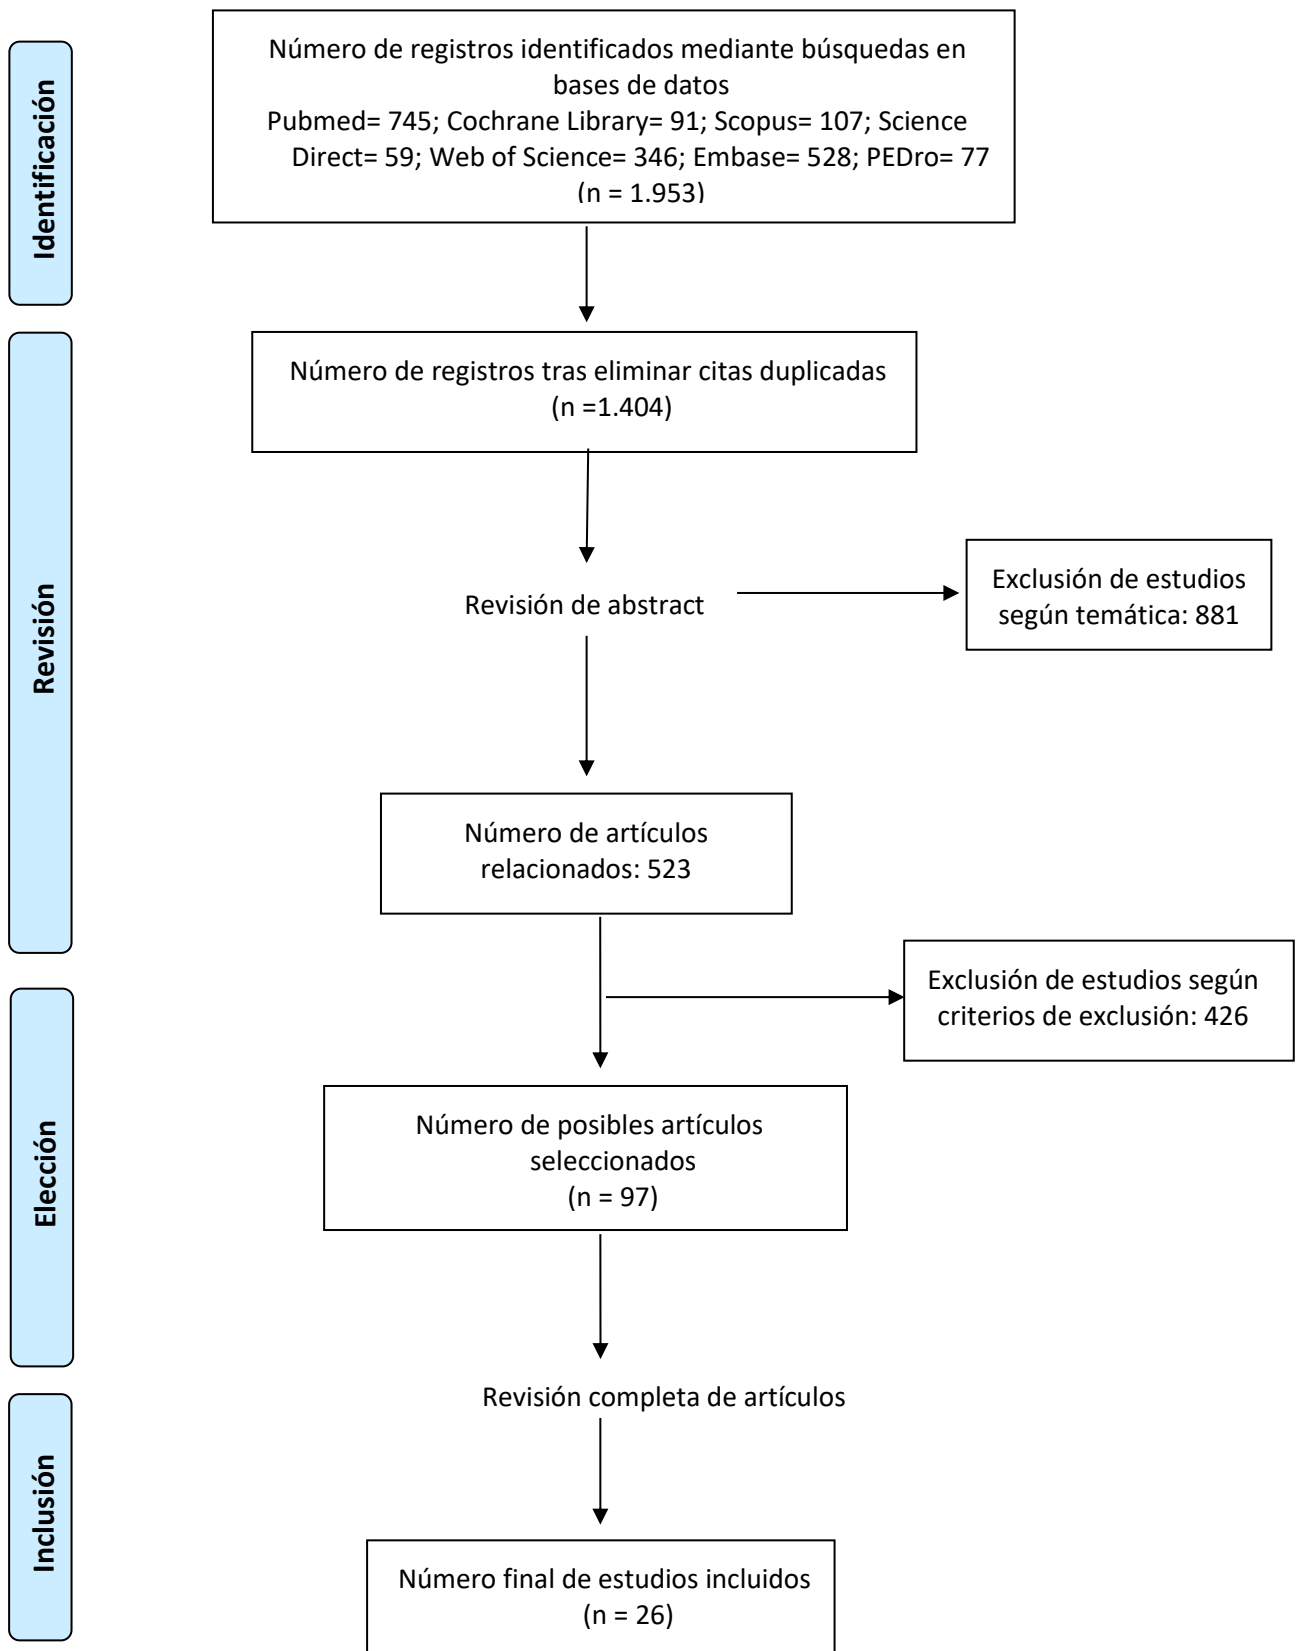 Identificación
Número de registros identificados mediante búsquedas en
bases de datos
Pubmed= 745; Cochrane Library= 91; Scopus= 107; Science
Direct= 59; Web of Science= 346; Embase= 528; PEDro= 77
(n = 1.953)
Revisión
Número de registros tras eliminar citas duplicadas
(n =1.404)
Revisión de abstract
Exclusión de estudios
según temática: 881
Número de artículos
relacionados: 523
Exclusión de estudios según
criterios de exclusión: 426
Elección
Número de posibles artículos
seleccionados
(n = 97)
Revisión completa de artículos
Inclusión
Número final de estudios incluidos
(n = 26)